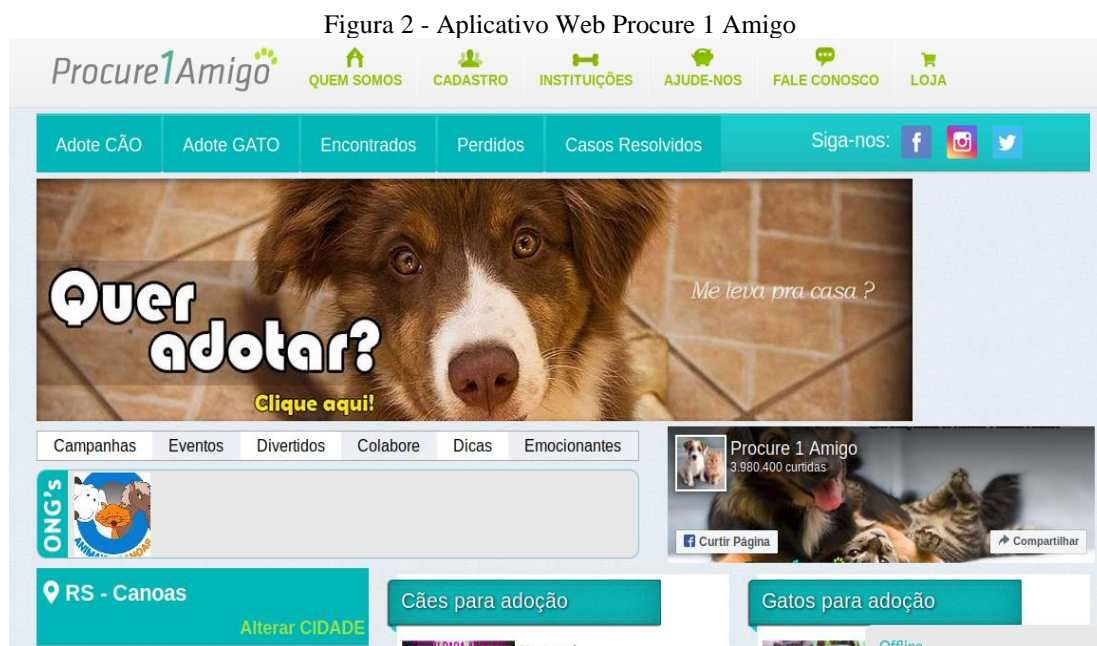 Figura 2 - Aplicativo Web Procure 1 Amigo
Procure1Amigo
QUEM SOMOS CADASTRO INSTITUIÇÕES AJUDE-NOS FALE CONOSCO LOJA
Adote CÃO Adote GATO Encontrados Perdidos Casos Resolvidos Siga-nos:
Quer
adotar?
Clique aqui!
Me leva pra casa ?
Campanhas Eventos Divertidos Colabore Dicas Emocionantes
Procure 1 Amigo
3.980.400 curtidas
Curtir Página
Compartilhar
ONG's
RS - Canoas
Alterar CIDADE
Cães para adoção
Gatos para adoção